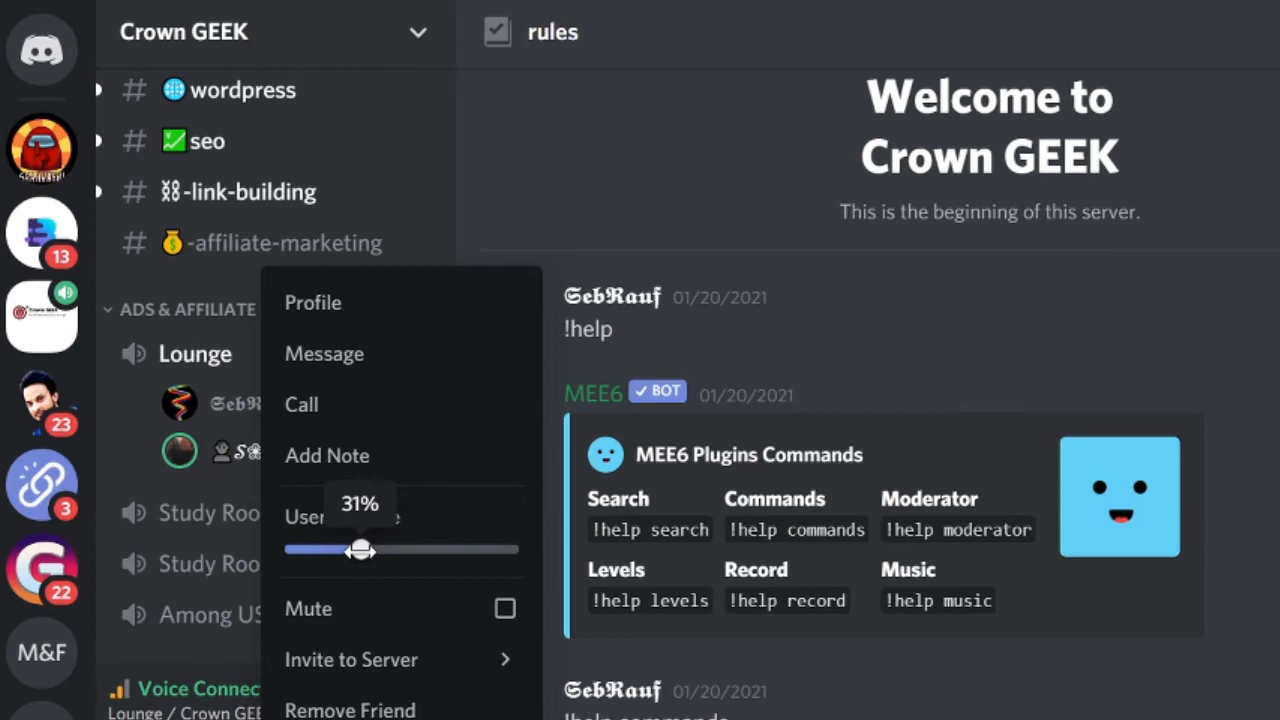 Crown GEEK
rules
wordpress
seo
-link-building
-affiliate-marketing
ADS & AFFILIATE
Lounge
Study Roo
Study Roo
Among US
Voice Connec
Lounge / Crown GEE
13
23
3
22
M&F
Profile
Message
Call
Add Note
31%
User
Mute
Invite to Server
Remove Friend
Welcome to
Crown GEEK
This is the beginning of this server.
𝕾𝖊𝖇𝕽𝖆𝖚𝖋 01/20/2021
!help
MEE6 ✓ BOT 01/20/2021
MEE6 Plugins Commands
Search Commands Moderator
!help search !help commands !help moderator
Levels Record Music
!help levels !help record !help music
𝕾𝖊𝖇𝕽𝖆𝖚𝖋 01/20/2021
!help commands